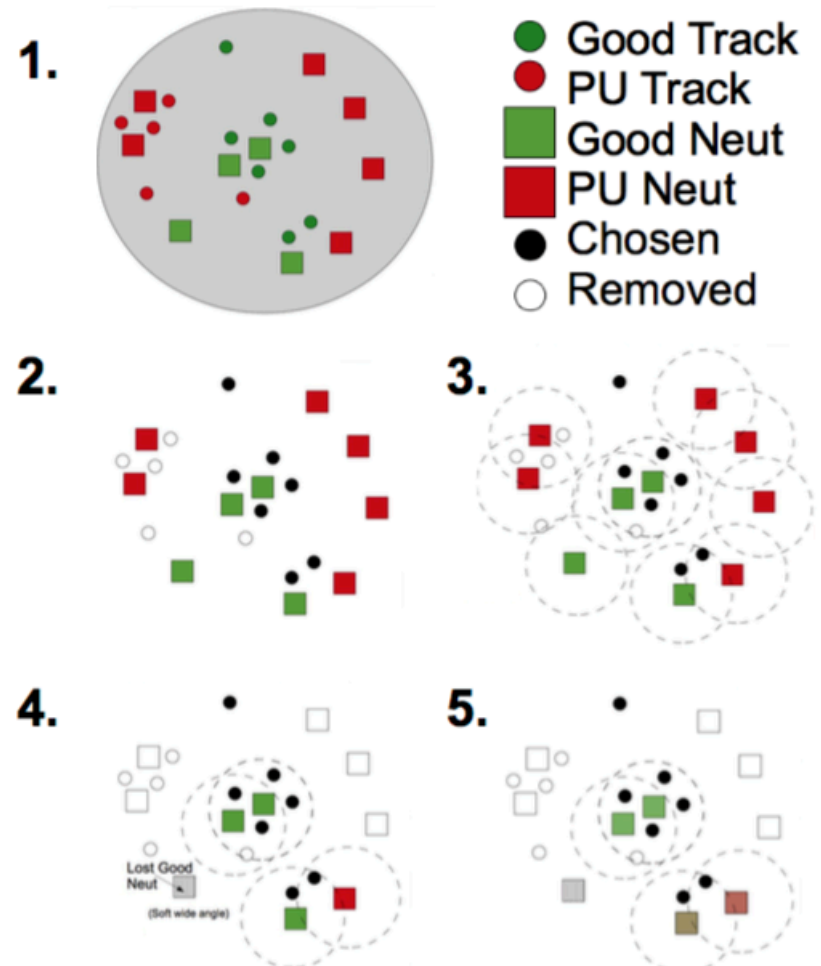 1.
Good Track
PU Track
Good Neut
PU Neut
Chosen
Removed
2.
3.
4.
Lost Good
Neut
(Soft wide angle)
5.